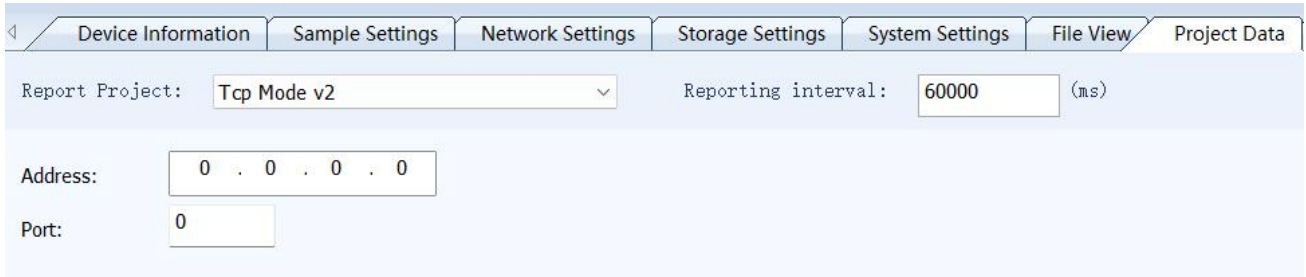 Device Information Sample Settings Network Settings Storage Settings System Settings File View Project Data
Report Project: Tcp Mode v2 Reporting interval: 60000 (ms)
Address: 0 . 0 . 0 . 0
Port: 0